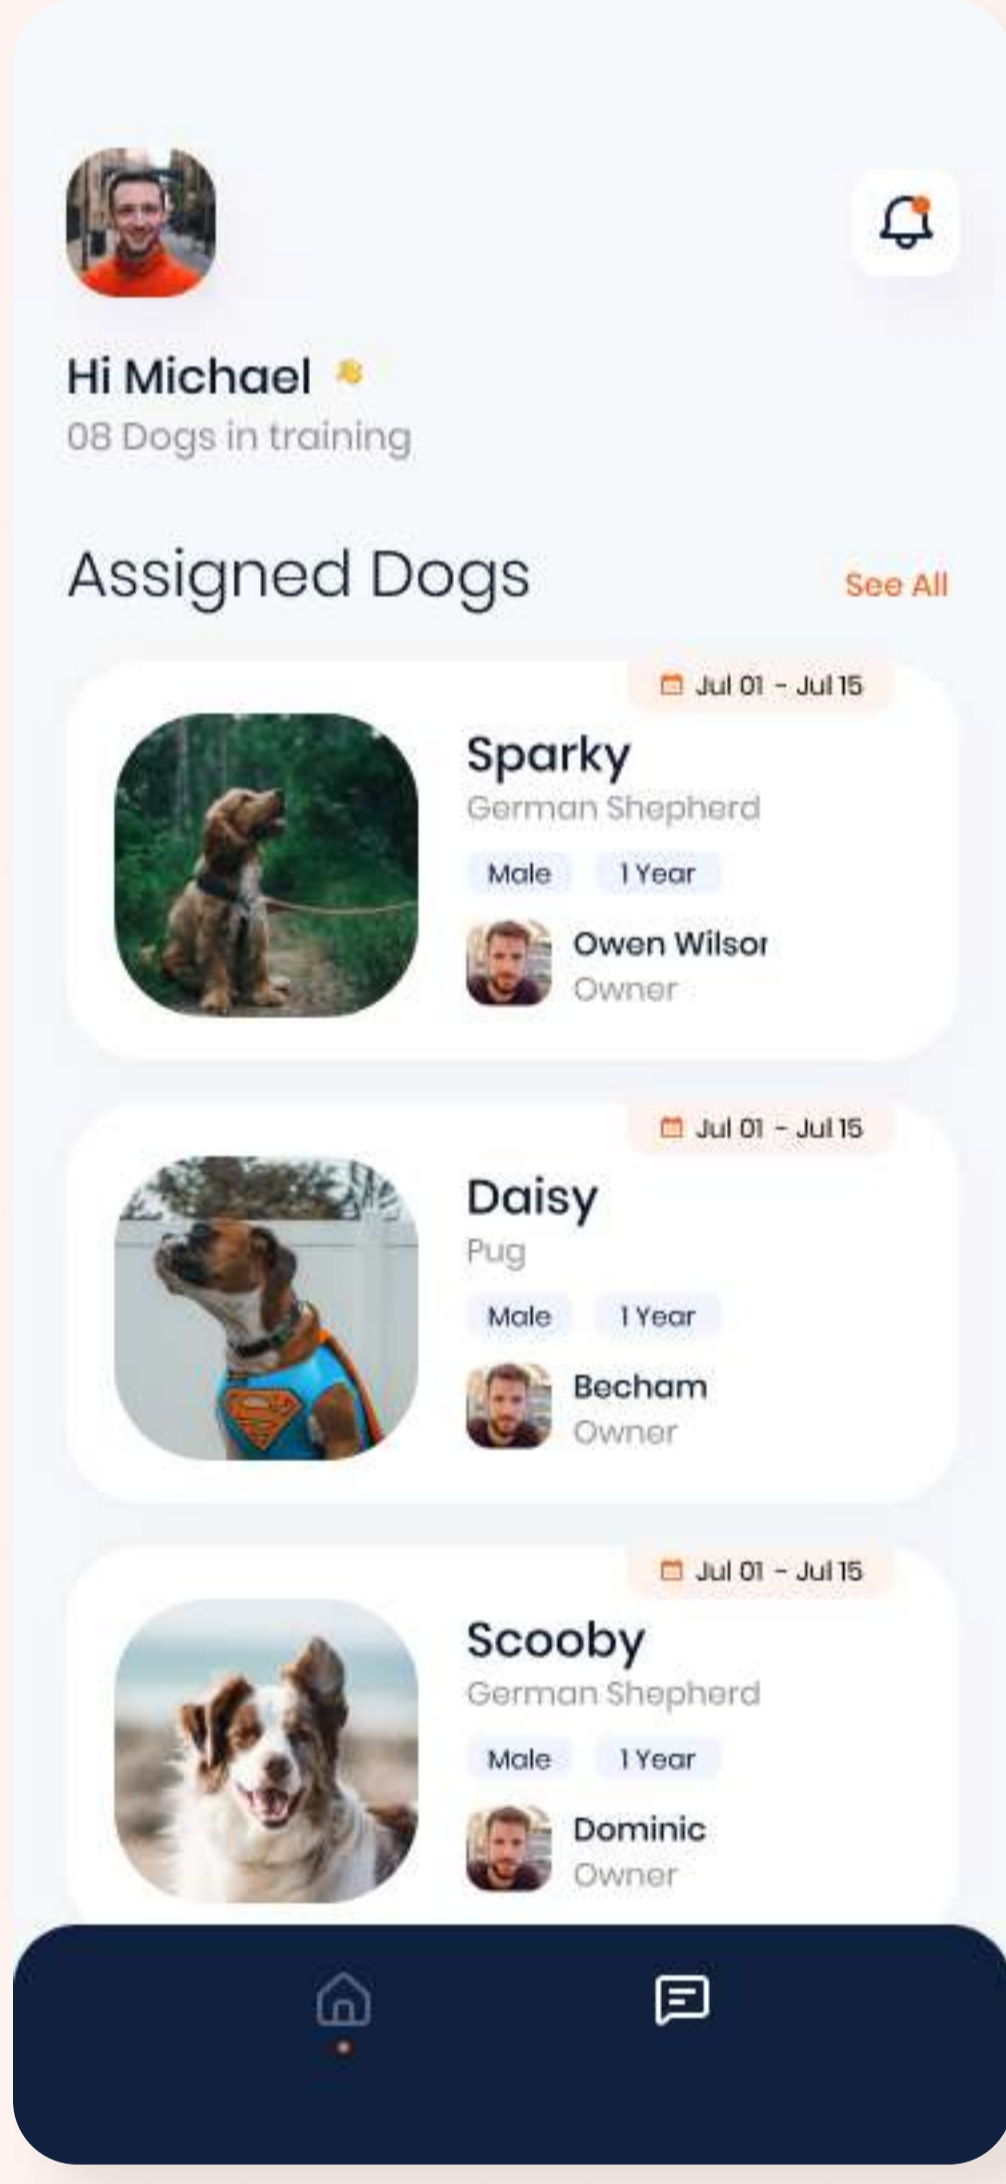 Hi Michael 👋
08 Dogs in training
Assigned Dogs
See All
Jul 01 - Jul 15
Sparky
German Shepherd
Male 1 Year
Owen Wilsor
Owner
Jul 01 - Jul 15
Daisy
Pug
Male 1 Year
Becham
Owner
Jul 01 - Jul 15
Scooby
German Shepherd
Male 1 Year
Dominic
Owner